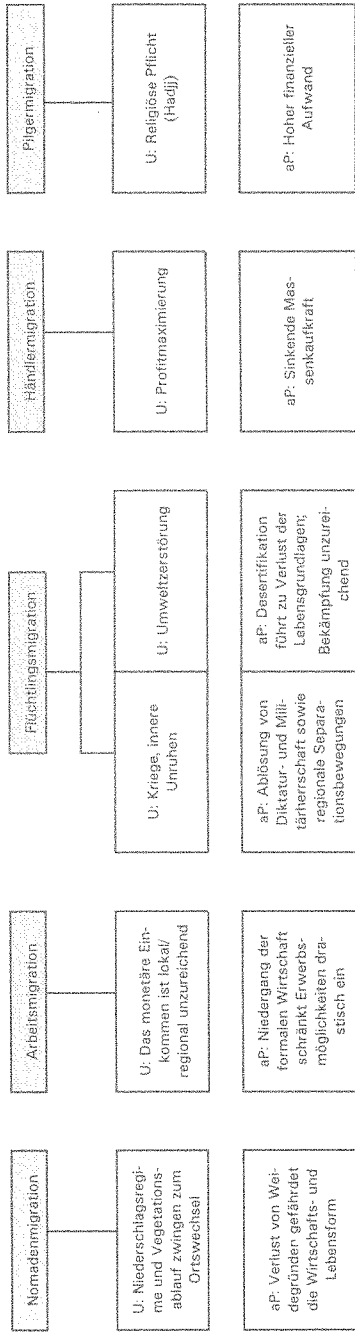 Nomadenmigration
U: Niederschlagsregi-
me und Vegetations-
ablauf zwingen zum
Ortswechsel
aP: Verlust von Wei-
degründen gefährdet
die Wirtschafts- und
Lebensform
Arbeitsmigration
U: Das monetäre Ein-
kommen ist lokal/
regional unzureichend
aP: Niedergang der
formalen Wirtschaft
schränkt Erwerbs-
möglichkeiten dra-
stisch ein
Flüchtlingsmigration
U: Kriege, innere
Unruhen
aP: Ablösung von
Diktatur- und Mili-
tärherrschaft sowie
regionale Separa-
tionsbewegungen
U: Umweltzerstörung
aP: Desertifikation
führt zu Verlust der
Lebensgrundlagen;
Bekämpfung unzurei-
chend
Händlermigration
U: Profitmaximierung
aP: Sinkende Mas-
senkaufkraft
Pilgermigration
U: Religiöse Pflicht
(Hadjj)
aP: Hoher finanzieller
Aufwand